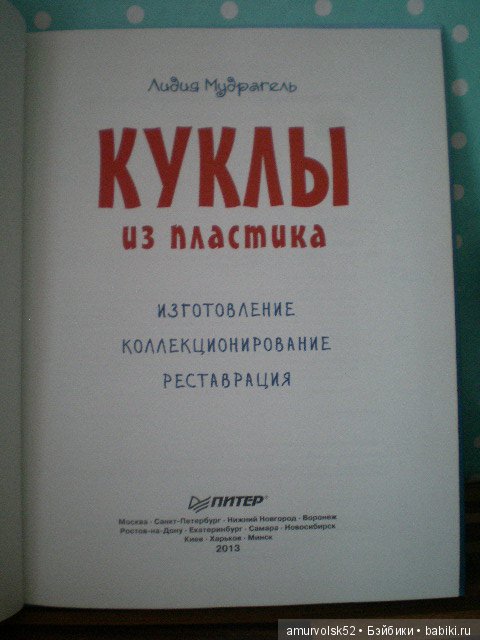 Лидия Мудрагель
КУКЛЫ
из пластика
ИЗГОТОВЛЕНИЕ
КОЛЛЕКЦИОНИРОВАНИЕ
РЕСТАВРАЦИЯ
ПИТЕР®
Москва · Санкт-Петербург · Нижний Новгород · Воронеж
Ростов-на-Дону · Екатеринбург · Самара · Новосибирск
Киев · Харьков · Минск
2013
amurvolsk52 • Бэйбики • babiki.ru